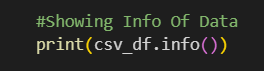 #Showing Info Of Data
print(csv_df.info())